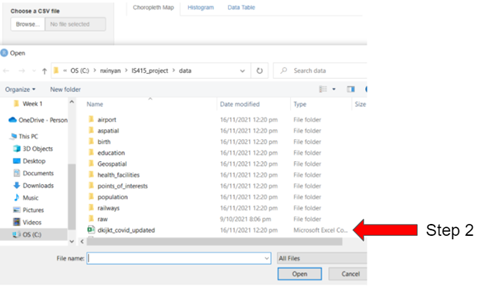 Choose a CSV file
Choropleth Map Histogram Data Table
Browse... No file selected
Open
OS (C:) > nxinyan > IS415_project > data
Search data
Organize New folder
Name Date modified Type Size
Week 1
OneDrive - Person
This PC
3D Objects
Desktop
Documents
Downloads
Music
Pictures
Videos
OS (C:)
airport 16/11/2021 12:20 pm File folder
aspatial 16/11/2021 12:20 pm File folder
birth 16/11/2021 12:20 pm File folder
education 16/11/2021 12:20 pm File folder
Geospatial 16/11/2021 12:20 pm File folder
health_facilities 16/11/2021 12:20 pm File folder
points_of_interests 16/11/2021 12:20 pm File folder
population 16/11/2021 12:20 pm File folder
railways 16/11/2021 12:20 pm File folder
raw 9/10/2021 8:06 pm File folder
dkijkt_covid_updated 16/11/2021 12:20 pm Microsoft Excel Co...
Step 2
File name: All Files
Open Cancel